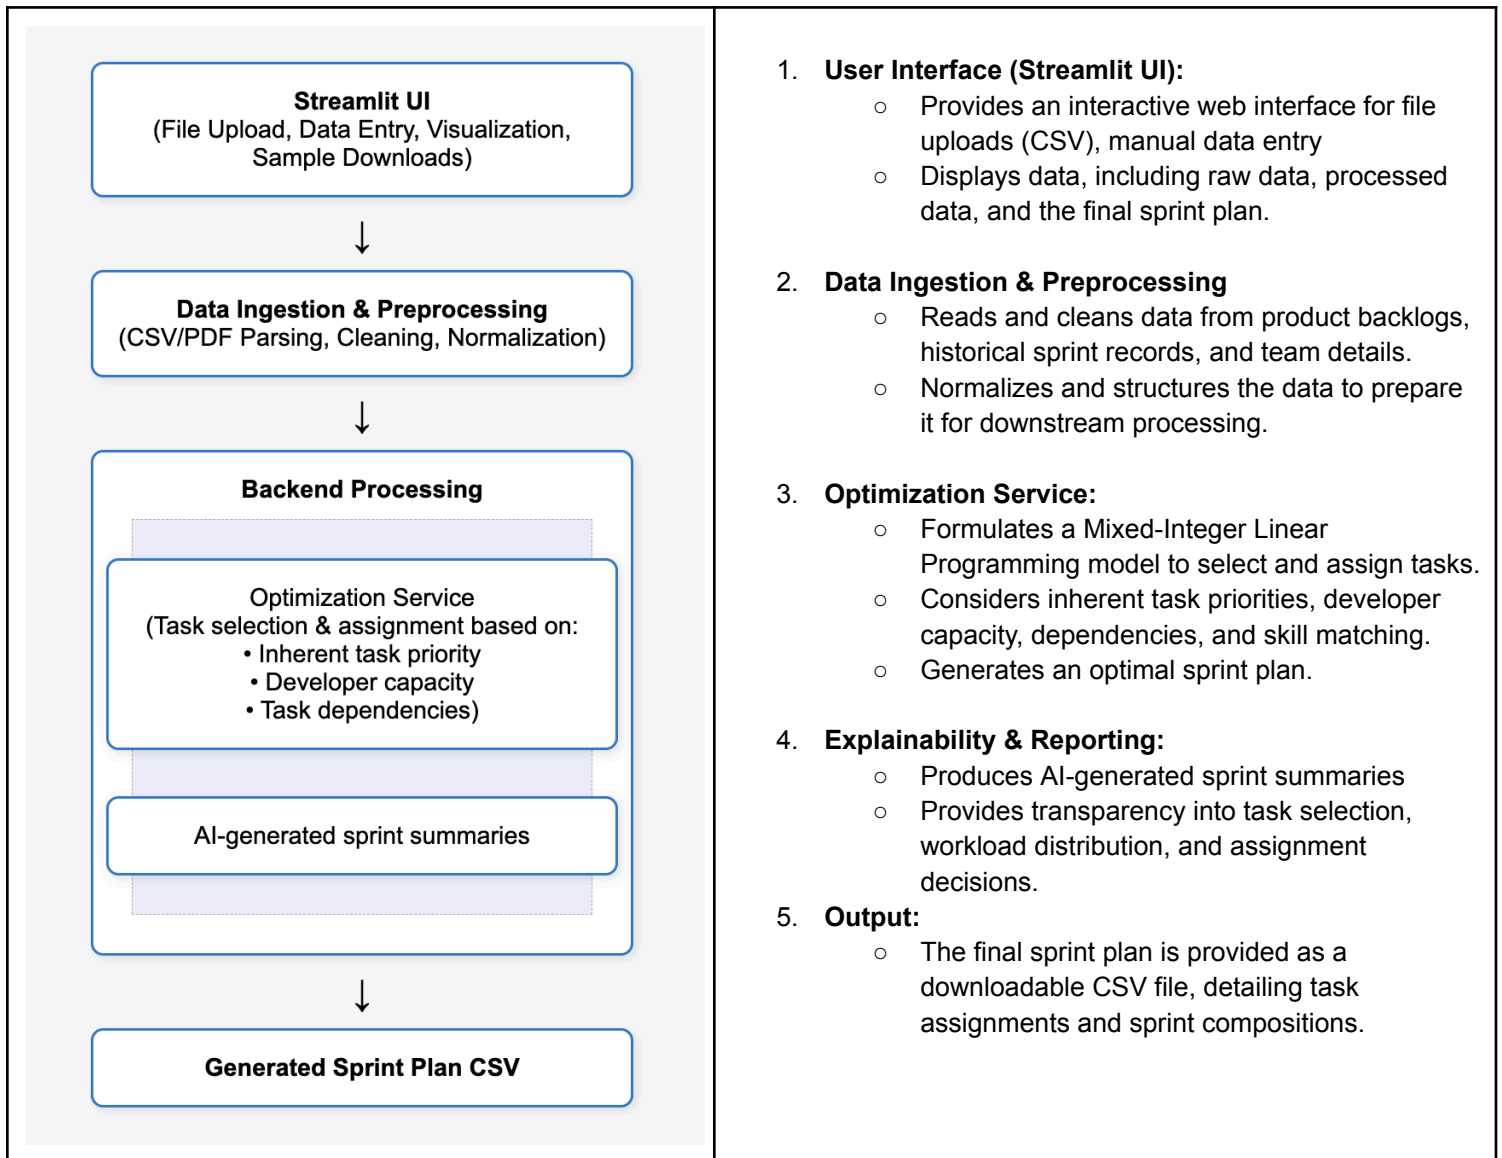 Streamlit UI
(File Upload, Data Entry, Visualization,
Sample Downloads)
↓
Data Ingestion & Preprocessing
(CSV/PDF Parsing, Cleaning, Normalization)
↓
Backend Processing
Optimization Service
(Task selection & assignment based on:
• Inherent task priority
• Developer capacity
• Task dependencies)
AI-generated sprint summaries
↓
Generated Sprint Plan CSV
1. User Interface (Streamlit UI):
○ Provides an interactive web interface for file
uploads (CSV), manual data entry
○ Displays data, including raw data, processed
data, and the final sprint plan.
2. Data Ingestion & Preprocessing
○ Reads and cleans data from product backlogs,
historical sprint records, and team details.
○ Normalizes and structures the data to prepare
it for downstream processing.
3. Optimization Service:
○ Formulates a Mixed-Integer Linear
Programming model to select and assign tasks.
○ Considers inherent task priorities, developer
capacity, dependencies, and skill matching.
○ Generates an optimal sprint plan.
4. Explainability & Reporting:
○ Produces AI-generated sprint summaries
○ Provides transparency into task selection,
workload distribution, and assignment
decisions.
5. Output:
○ The final sprint plan is provided as a
downloadable CSV file, detailing task
assignments and sprint compositions.